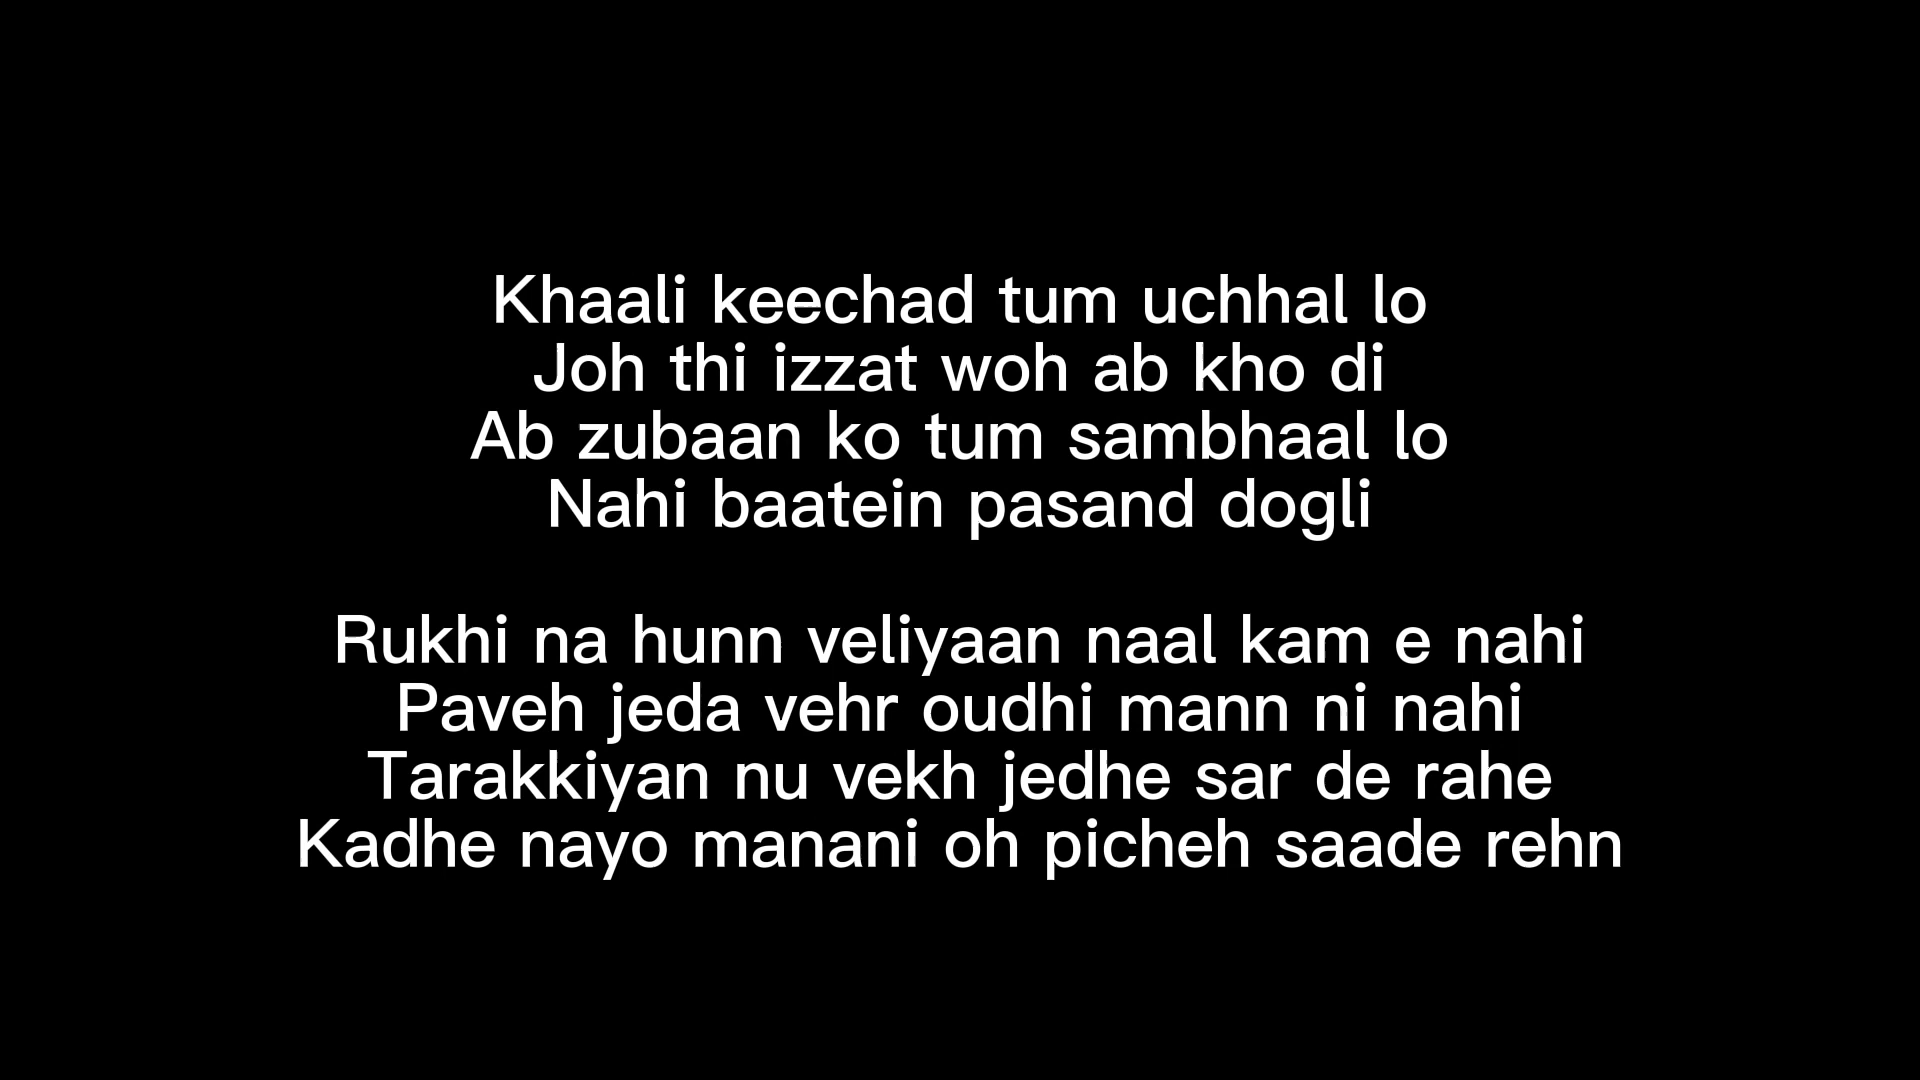 Khaali keechad tum uchhal lo
Joh thi izzat woh ab kho di
Ab zubaan ko tum sambhaal lo
Nahi baatein pasand dogli
Rukhi na hunn veliyaan naal kam e nahi
Paveh jeda vehr oudhi mann ni nahi
Tarakkiyan nu vekh jedhe sar de rahe
Kadhe nayo manani oh picheh saade rehn